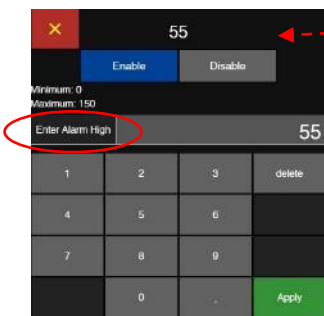 × 55
Enable Disable
Minimum: 0
Maximum: 150
Enter Alarm High 55
1 2 3 delete
4 5 6
7 8 9
0 . Apply